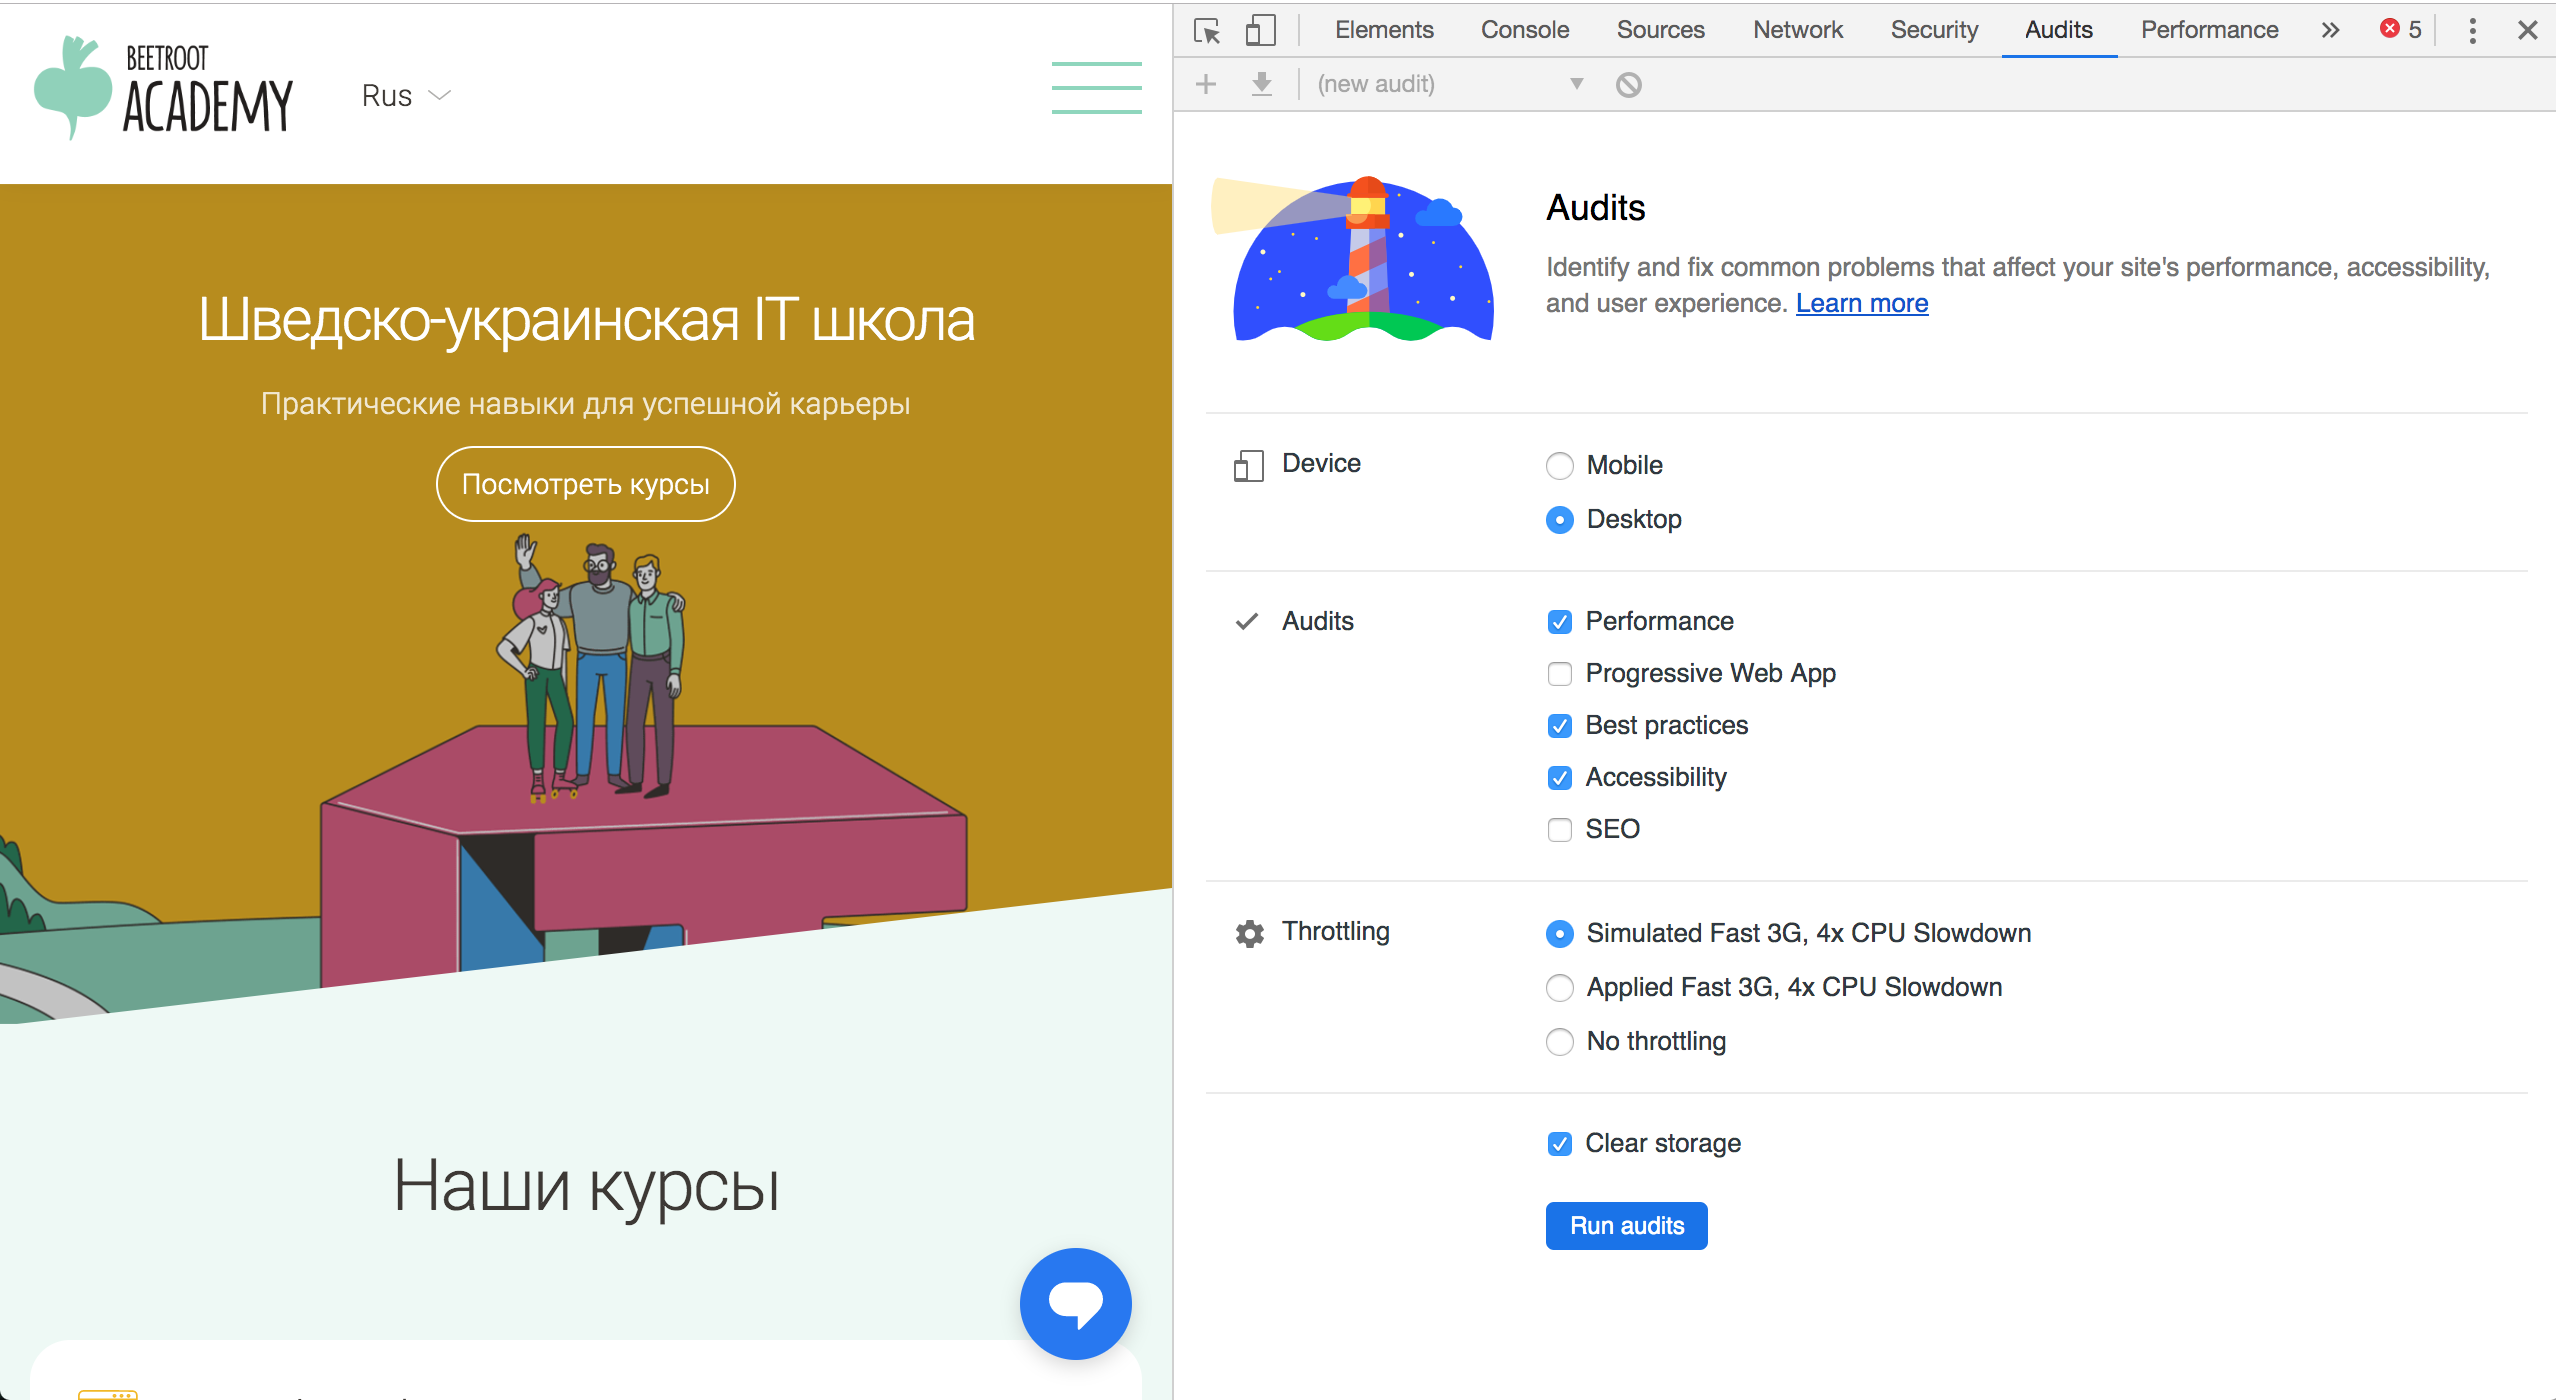 BEETROOT
ACADEMY
Rus
Шведско-украинская IT школа
Практические навыки для успешной карьеры
Посмотреть курсы
Наши курсы
Elements Console Sources Network Security Audits Performance 5
(new audit)
Audits
Identify and fix common problems that affect your site's performance, accessibility,
and user experience. Learn more
Device
Mobile
Desktop
Audits
Performance
Progressive Web App
Best practices
Accessibility
SEO
Throttling
Simulated Fast 3G, 4x CPU Slowdown
Applied Fast 3G, 4x CPU Slowdown
No throttling
Clear storage
Run audits